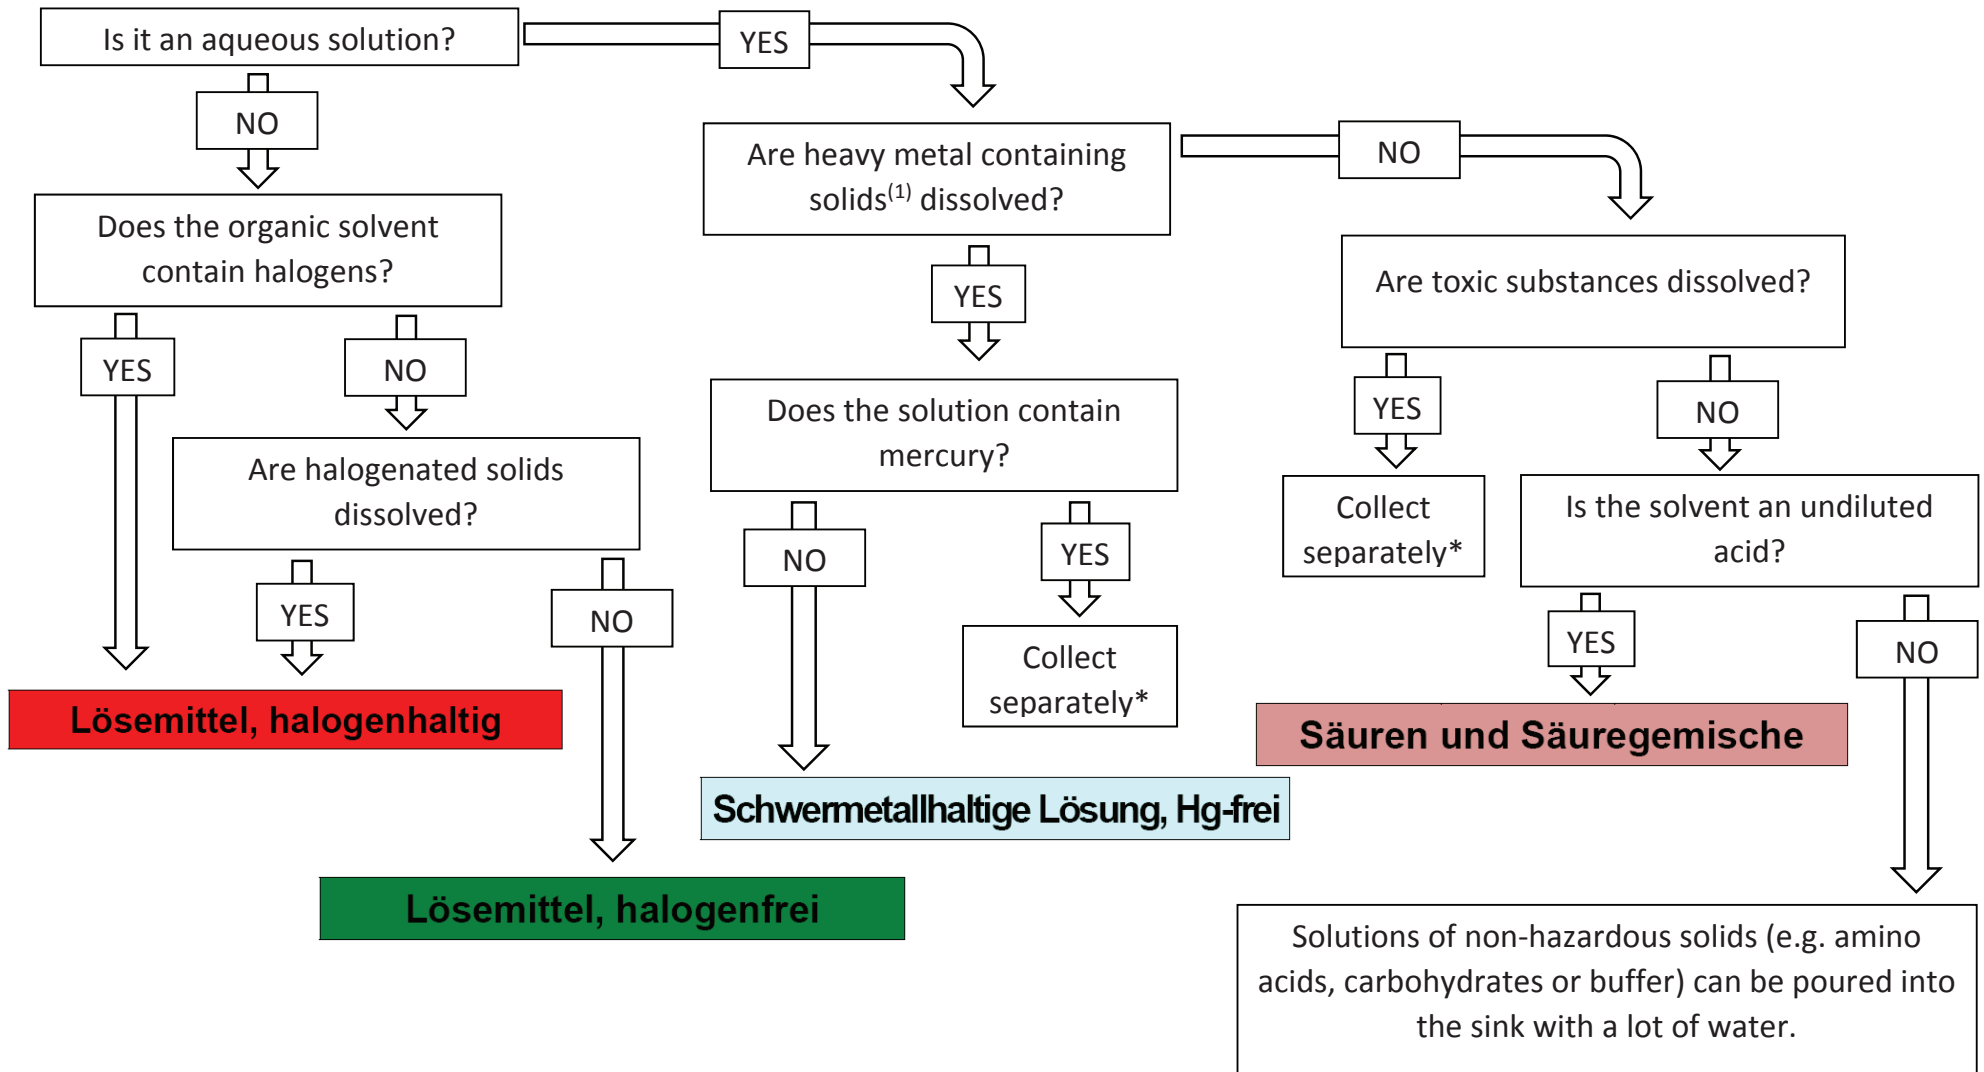 Is it an aqueous solution?
YES
NO
Are heavy metal containing
solids(1) dissolved?
NO
Does the organic solvent
contain halogens?
YES
Are toxic substances dissolved?
YES
NO
Does the solution contain
mercury?
YES
NO
Are halogenated solids
dissolved?
Collect
separately*
Is the solvent an undiluted
acid?
NO
YES
YES
NO
Collect
separately*
YES
NO
Lösemittel, halogenhaltig
Säuren und Säuregemische
Schwermetallhaltige Lösung, Hg-frei
Lösemittel, halogenfrei
Solutions of non-hazardous solids (e.g. amino
acids, carbohydrates or buffer) can be poured into
the sink with a lot of water.